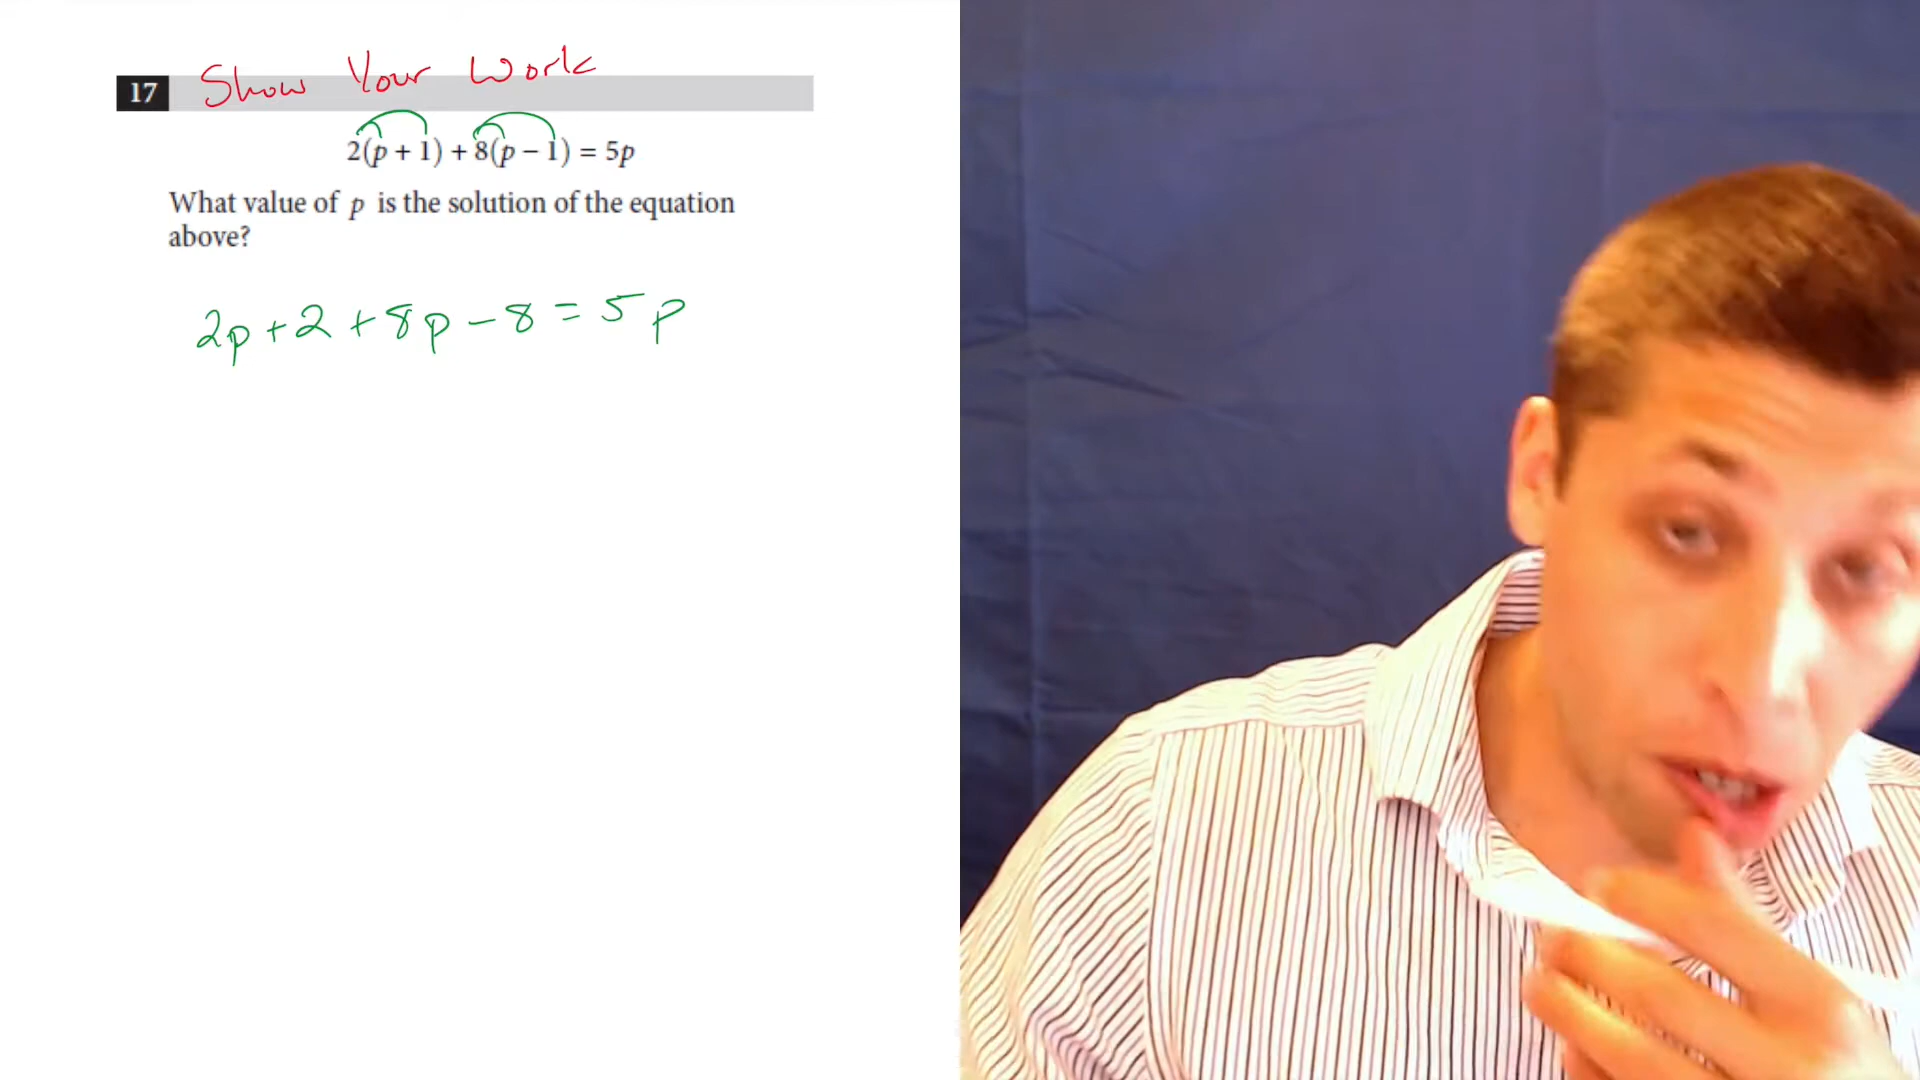 17 Show Your Work
2(p + 1) + 8(p − 1) = 5p
What value of p is the solution of the equation
above?
2p+2+8p-8=5p